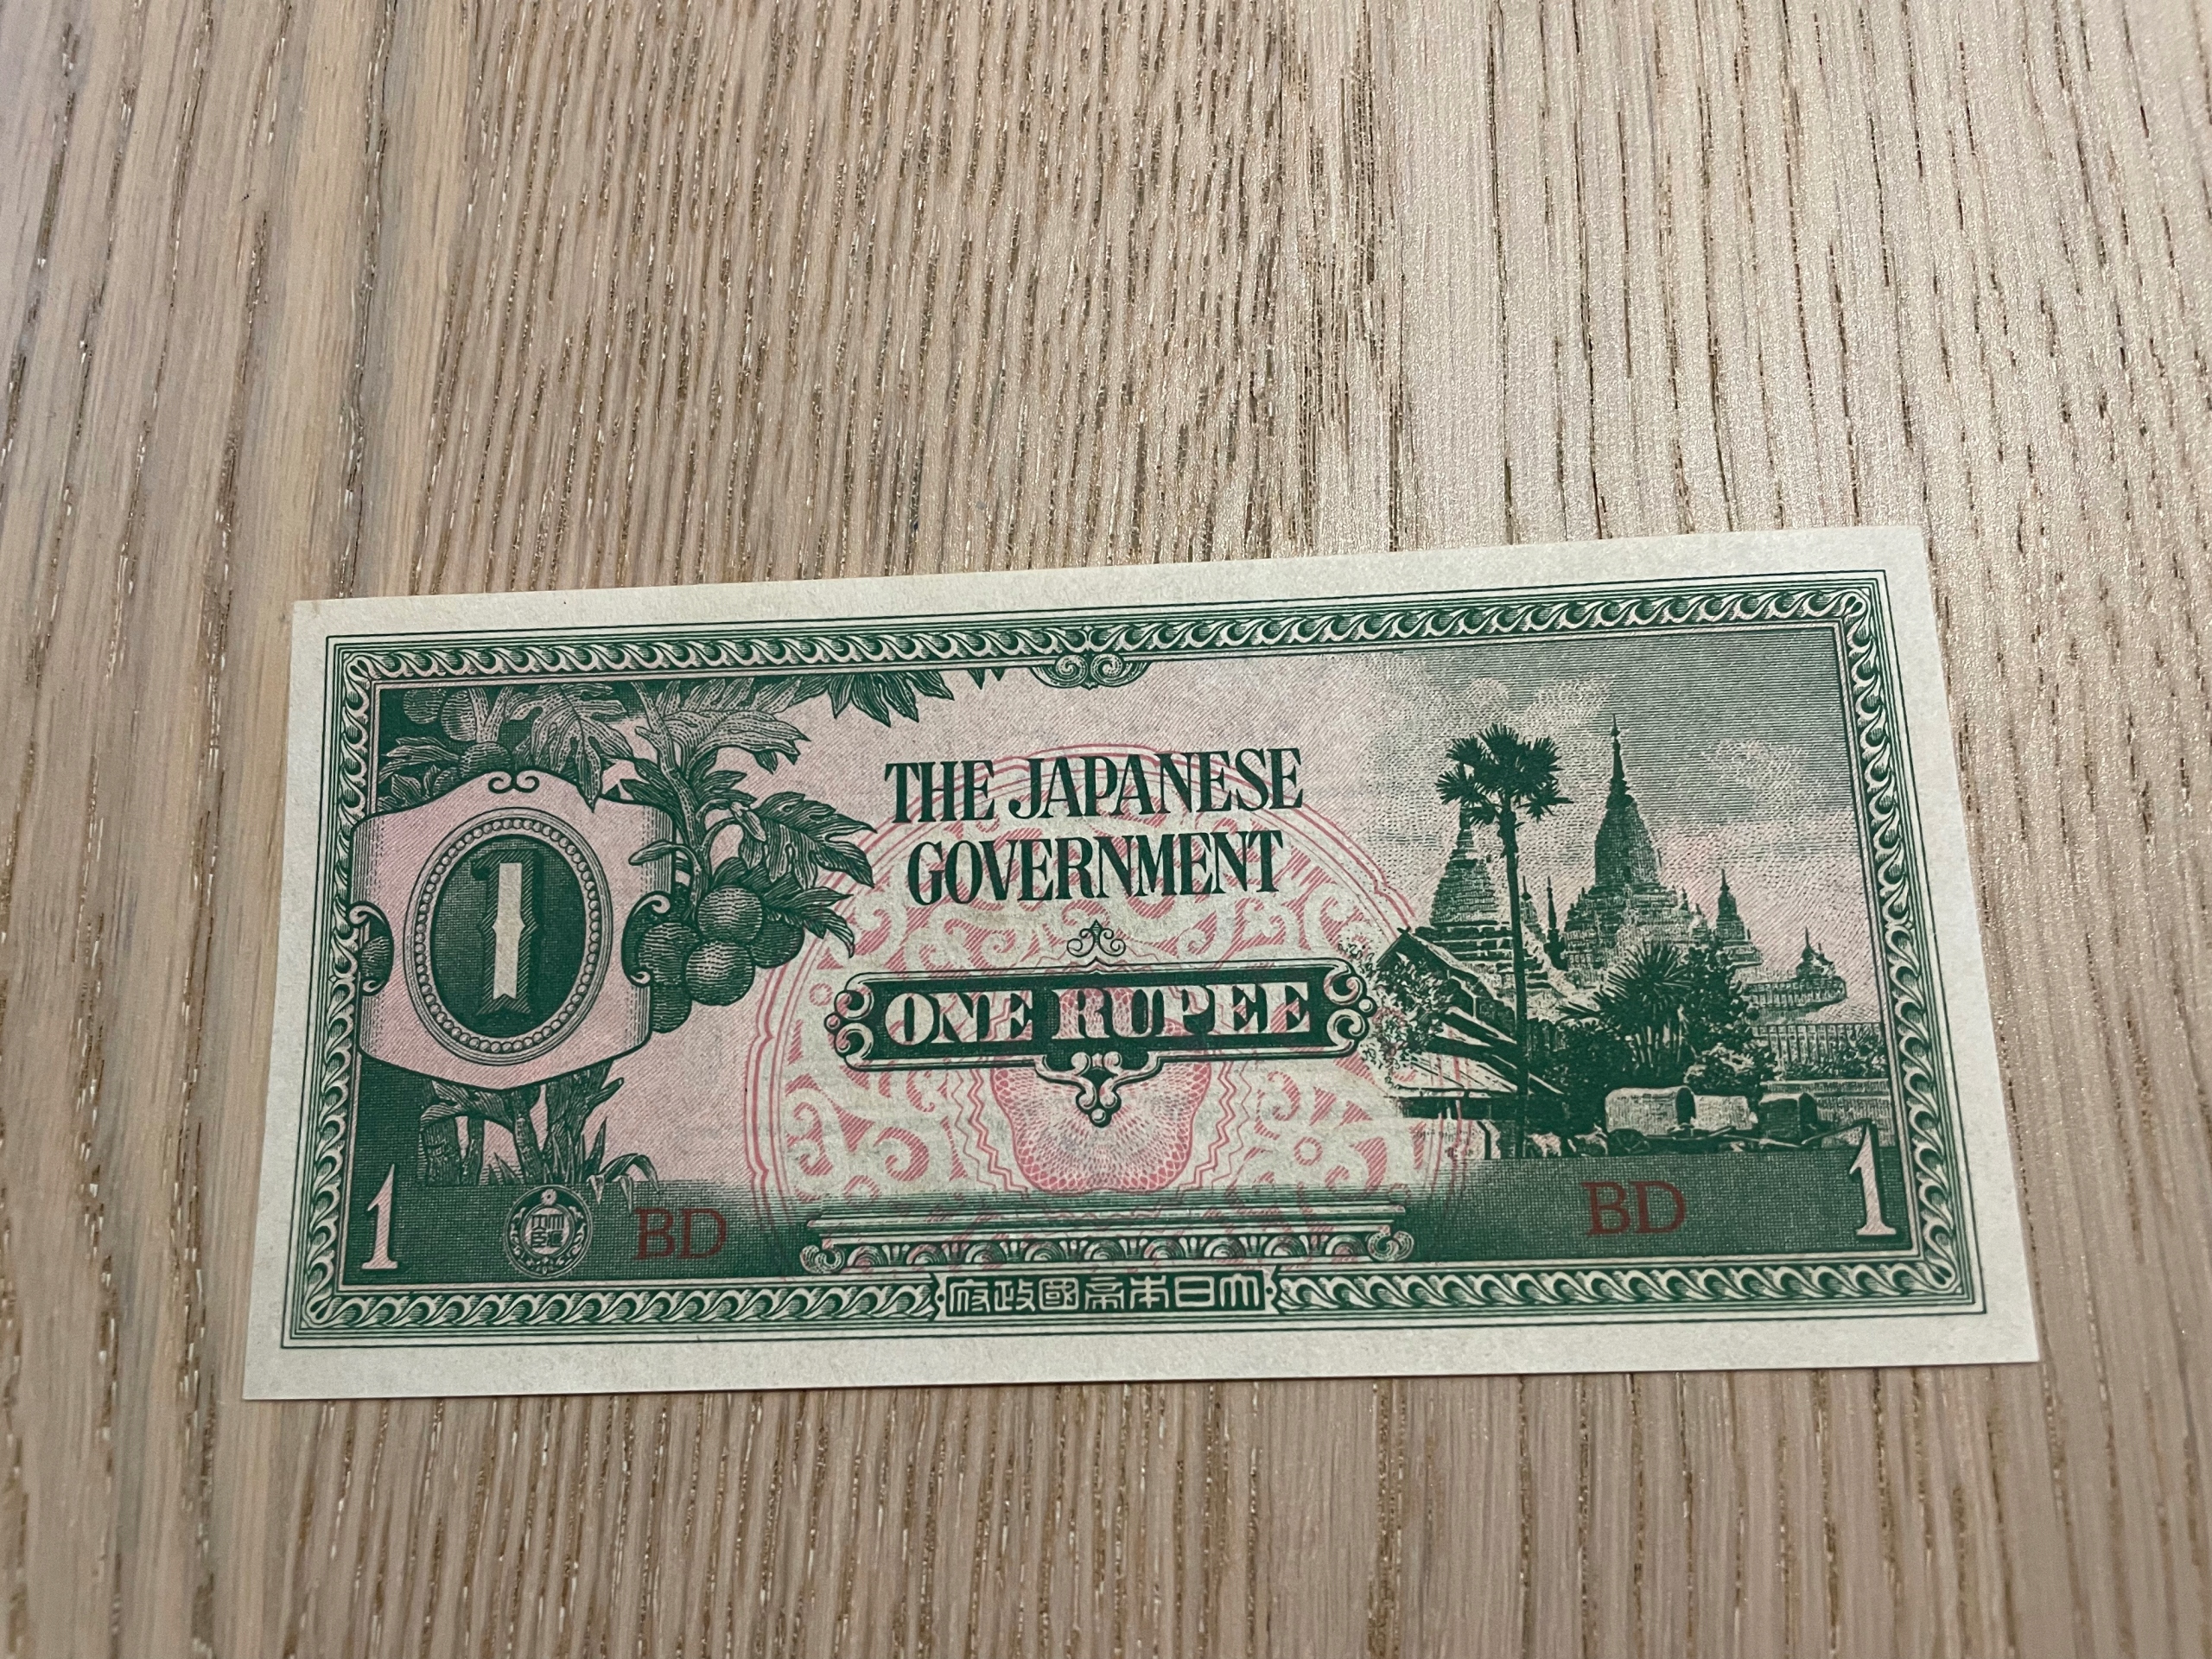 THE JAPANESE
GOVERNMENT
1
ONE RUPEE
1
BD
BD
1
府政國帝本日大